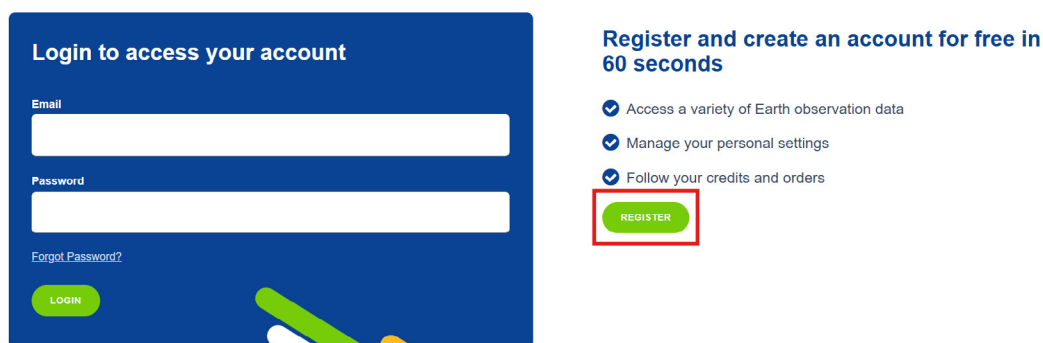 Login to access your account
Email
Password
Forgot Password?
LOGIN
Register and create an account for free in
60 seconds
Access a variety of Earth observation data
Manage your personal settings
Follow your credits and orders
REGISTER